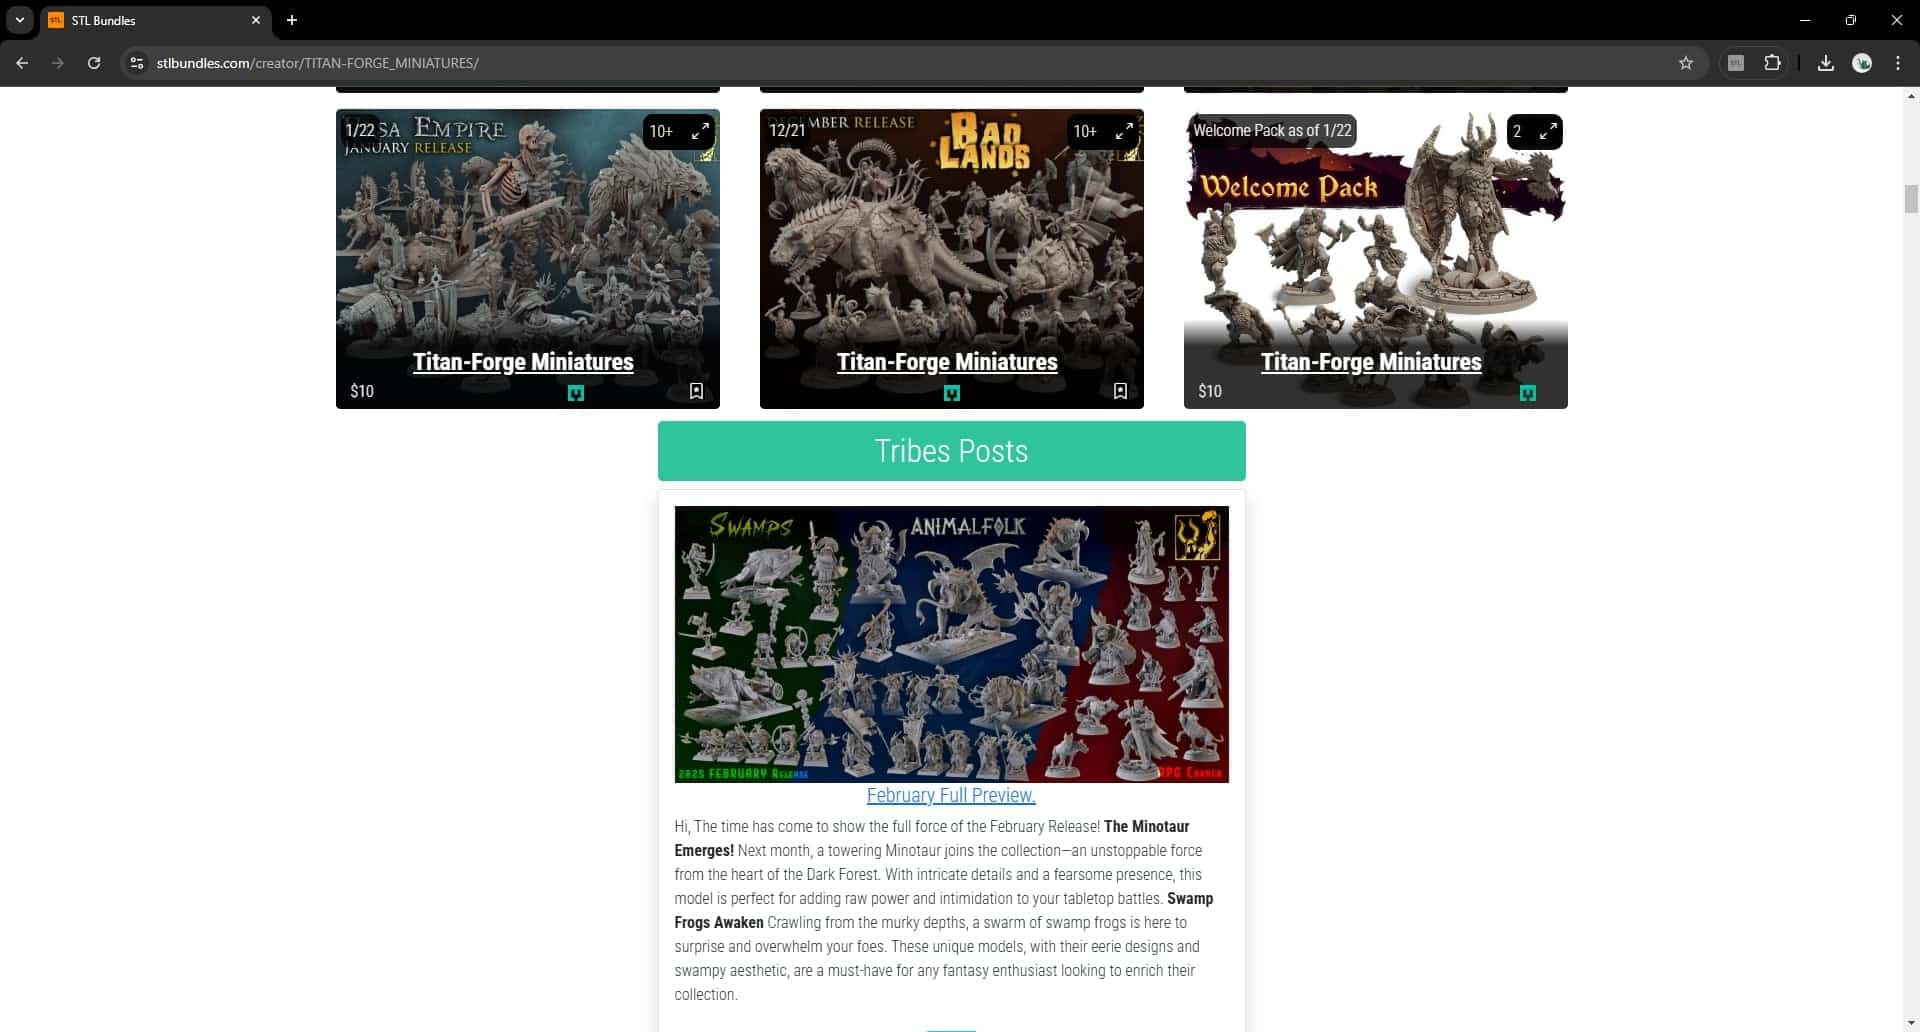 STL Bundles
stlbundles.com/creator/TITAN-FORGE_MINIATURES/
1/22
SA EMPIRE
JANUARY RELEASE
10+
Titan-Forge Miniatures
$10
12/21
DECEMBER RELEASE
BAD
LANDS
10+
Titan-Forge Miniatures
Welcome Pack as of 1/22
2
Welcome Pack
Titan-Forge Miniatures
$10
Tribes Posts
SWAMPS
ANIMALFOLK
2025 FEBRUARY RELEASE
RPG CORNER
February Full Preview.
Hi, The time has come to show the full force of the February Release! The Minotaur
Emerges! Next month, a towering Minotaur joins the collection—an unstoppable force
from the heart of the Dark Forest. With intricate details and a fearsome presence, this
model is perfect for adding raw power and intimidation to your tabletop battles. Swamp
Frogs Awaken Crawling from the murky depths, a swarm of swamp frogs is here to
surprise and overwhelm your foes. These unique models, with their eerie designs and
swampy aesthetic, are a must-have for any fantasy enthusiast looking to enrich their
collection.